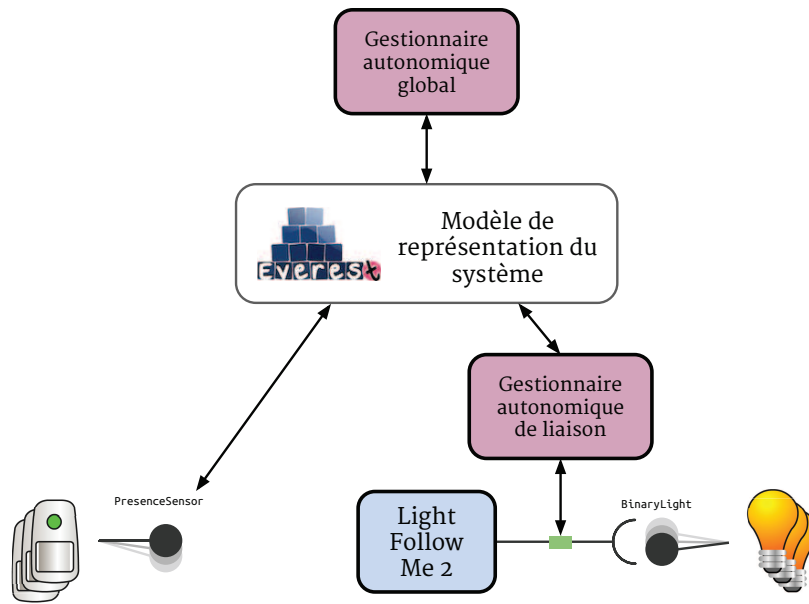 Gestionnaire
autonomique
global
Modèle de
représentation du
système
Everest
Gestionnaire
autonomique
de liaison
PresenceSensor
BinaryLight
Light
Follow
Me 2